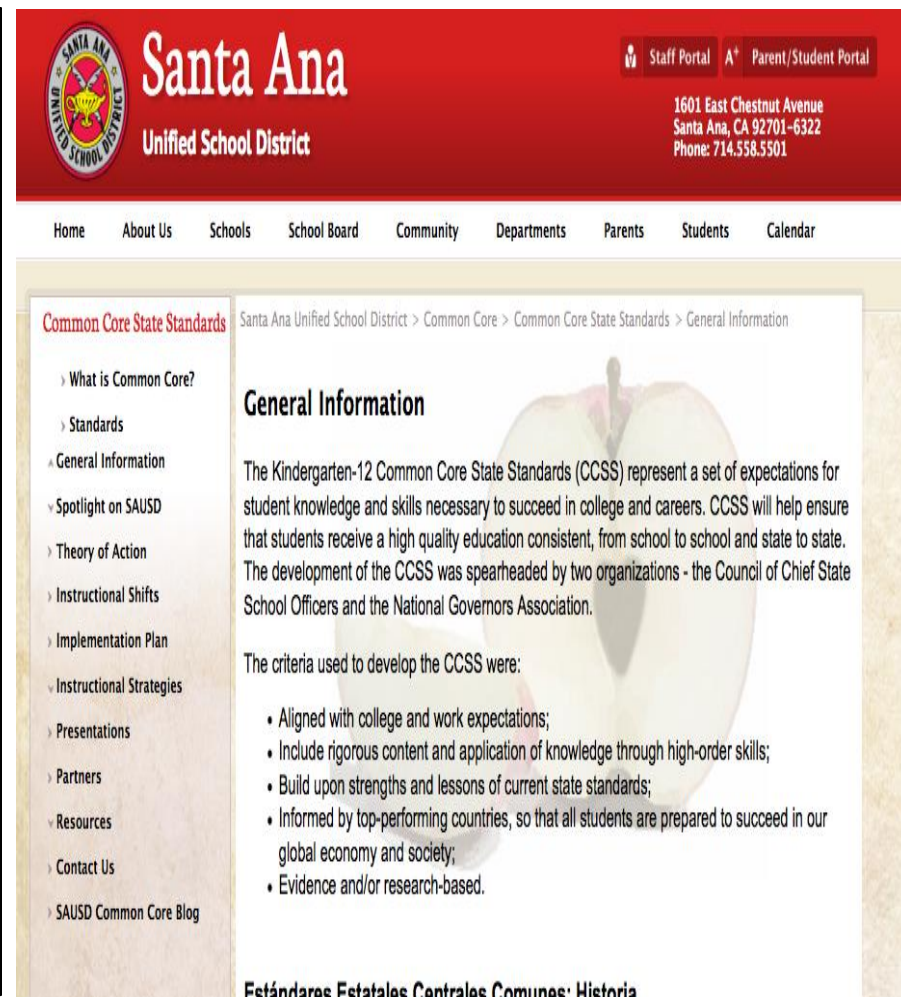 SANTA ANA
UNIFIED SCHOOL DISTRICT
Santa Ana
Unified School District
Staff Portal
A+ Parent/Student Portal
1601 East Chestnut Avenue
Santa Ana, CA 92701-6322
Phone: 714.558.5501
Home About Us Schools School Board Community Departments Parents Students Calendar
Common Core State Standards
› What is Common Core?
› Standards
General Information
Spotlight on SAUSD
› Theory of Action
› Instructional Shifts
› Implementation Plan
Instructional Strategies
› Presentations
› Partners
Resources
› Contact Us
› SAUSD Common Core Blog
Santa Ana Unified School District > Common Core > Common Core State Standards > General Information
General Information
The Kindergarten-12 Common Core State Standards (CCSS) represent a set of expectations for
student knowledge and skills necessary to succeed in college and careers. CCSS will help ensure
that students receive a high quality education consistent, from school to school and state to state.
The development of the CCSS was spearheaded by two organizations - the Council of Chief State
School Officers and the National Governors Association.
The criteria used to develop the CCSS were:
• Aligned with college and work expectations;
• Include rigorous content and application of knowledge through high-order skills;
• Build upon strengths and lessons of current state standards;
• Informed by top-performing countries, so that all students are prepared to succeed in our
global economy and society;
• Evidence and/or research-based.
Estándares Estatales Centrales Comunes: Historia